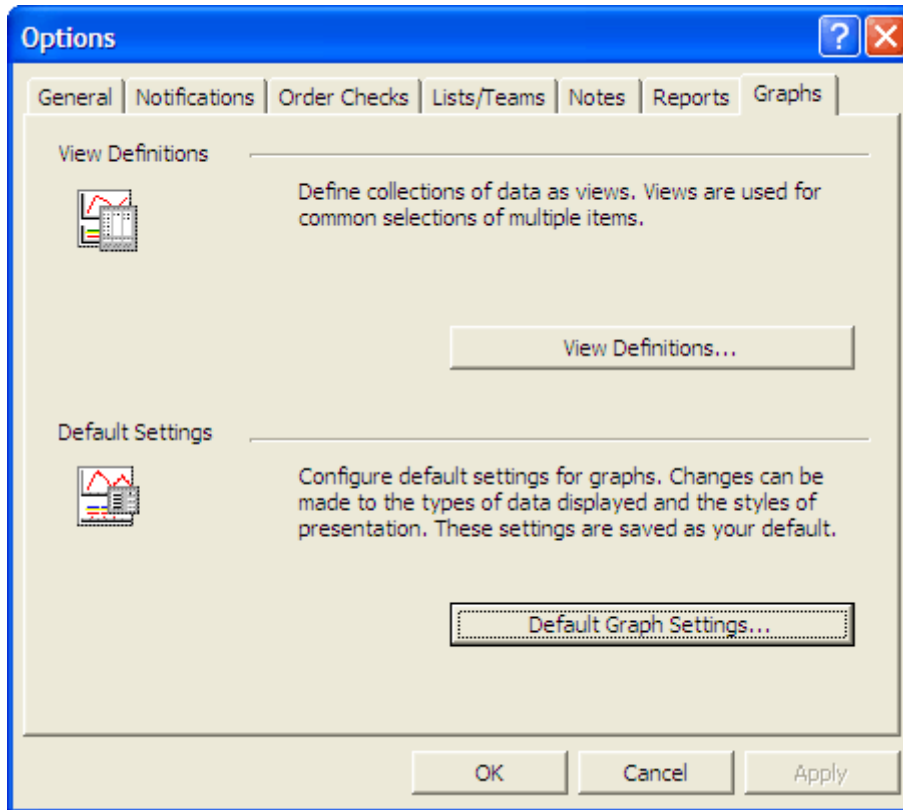 Options
General Notifications Order Checks Lists/Teams Notes Reports Graphs
View Definitions
Define collections of data as views. Views are used for
common selections of multiple items.
View Definitions...
Default Settings
Configure default settings for graphs. Changes can be
made to the types of data displayed and the styles of
presentation. These settings are saved as your default.
Default Graph Settings...
OK Cancel Apply